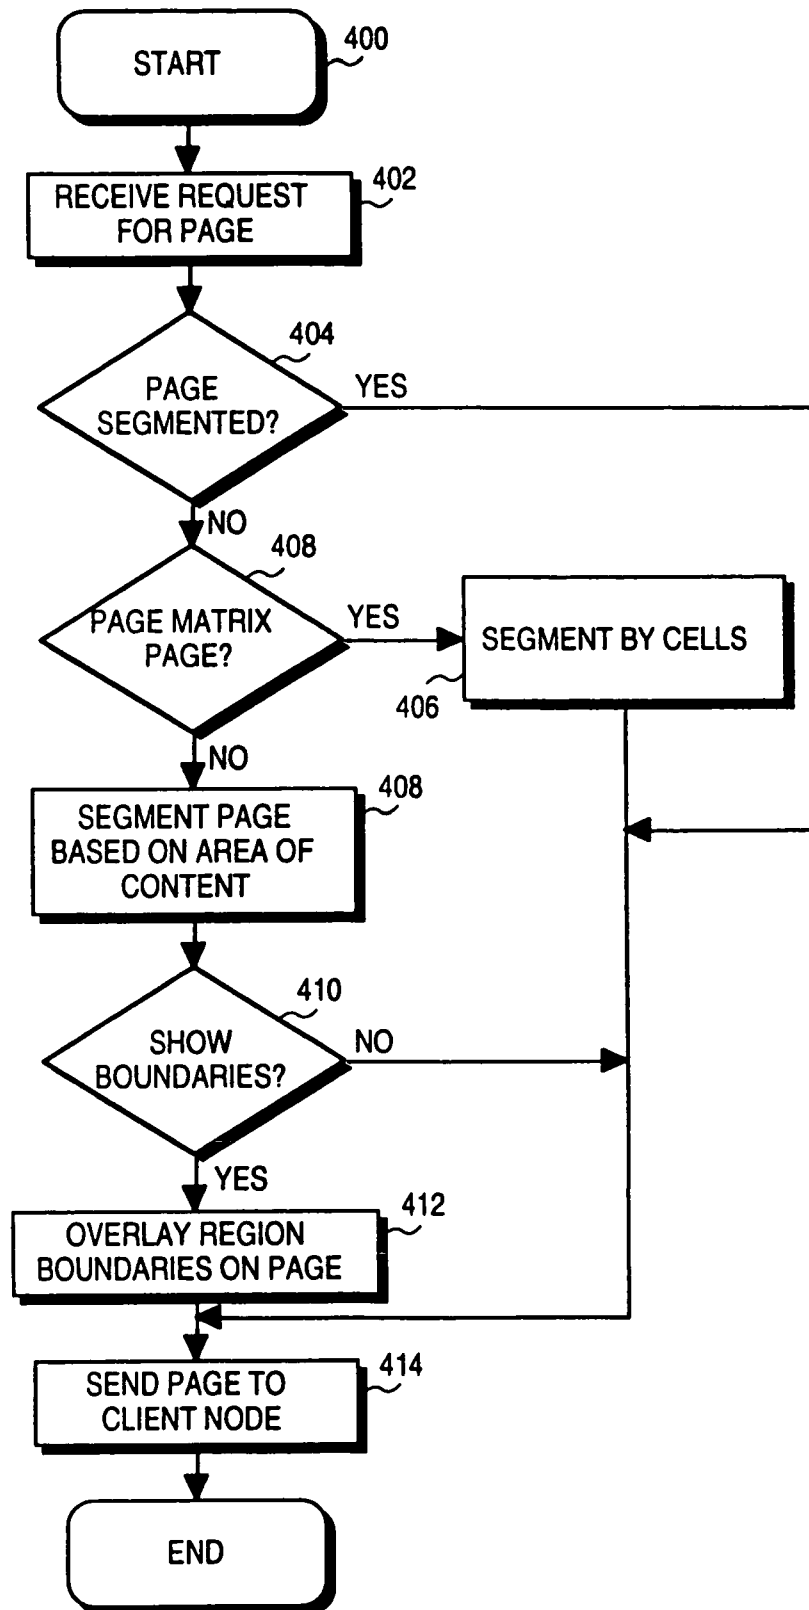 START
400
RECEIVE REQUEST
FOR PAGE
402
404
PAGE
SEGMENTED?
YES
NO
408
PAGE MATRIX
PAGE?
YES
SEGMENT BY CELLS
406
NO
408
SEGMENT PAGE
BASED ON AREA OF
CONTENT
410
SHOW
BOUNDARIES?
NO
YES
412
OVERLAY REGION
BOUNDARIES ON PAGE
414
SEND PAGE TO
CLIENT NODE
END